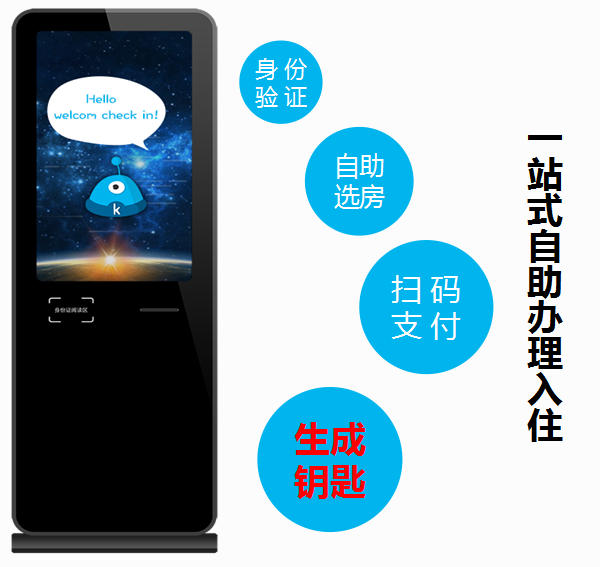 Hello
welcom check in!
k
身份证阅读区
身份
验证
自助
选房
扫码
支付
生成
钥匙
一站式自助办理入住